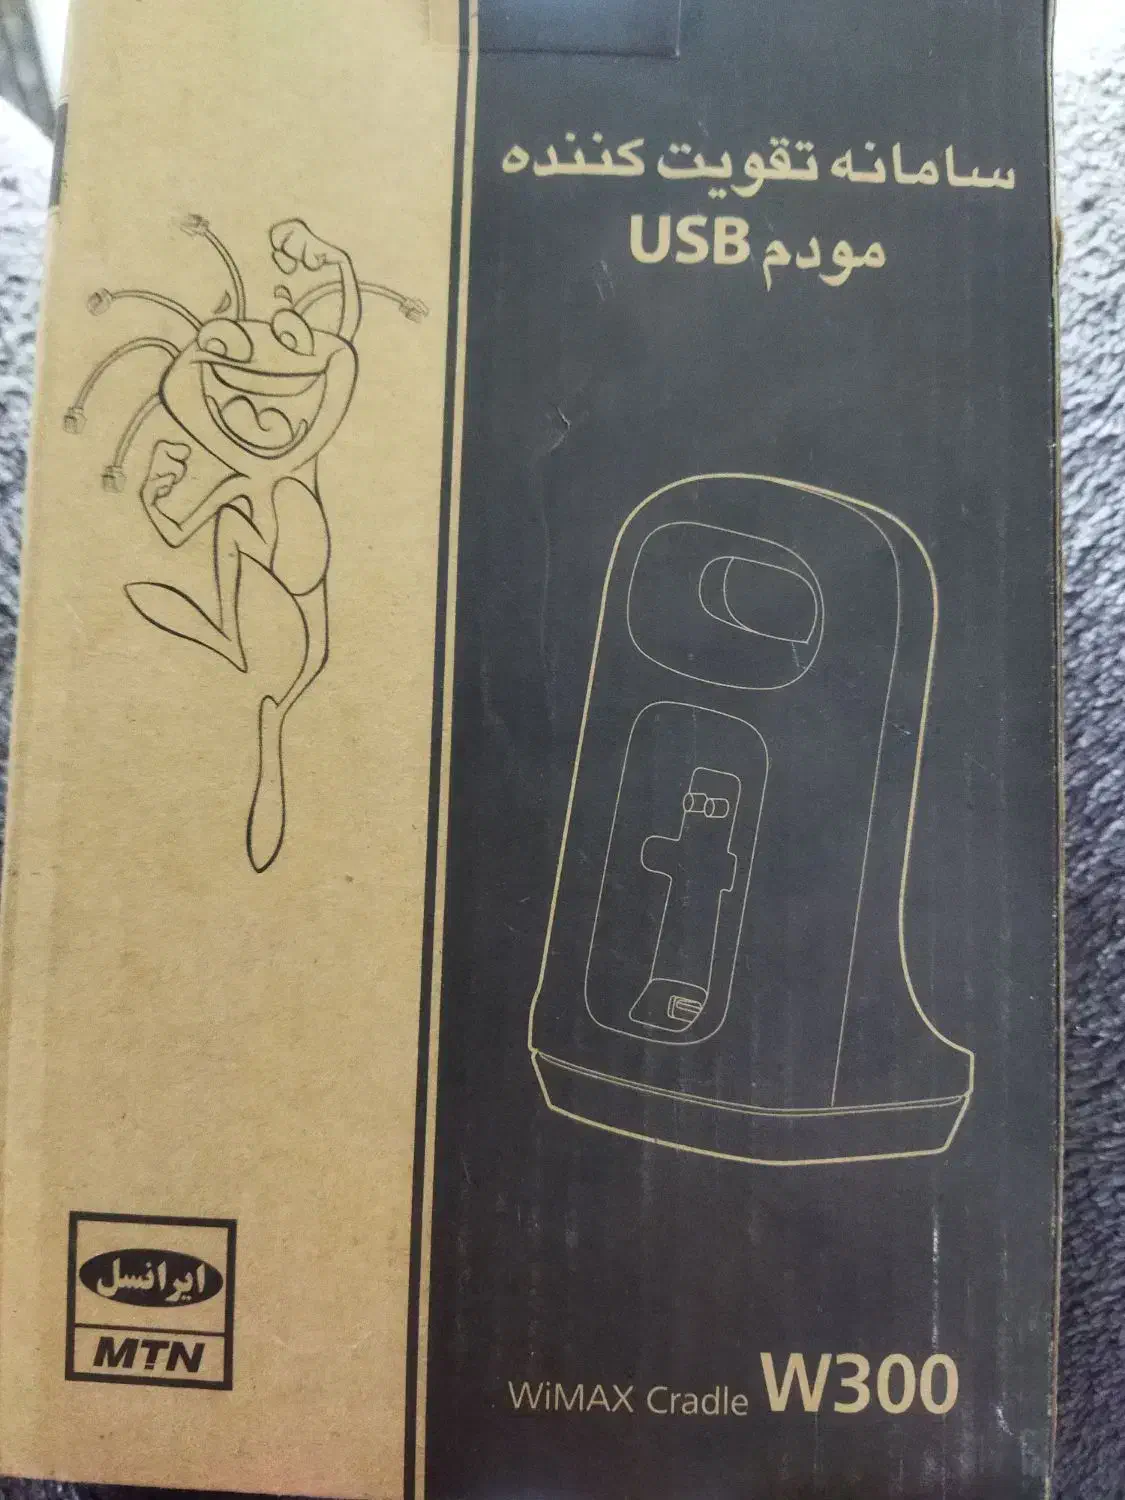 سامانه تقویت کننده
مودم USB
ایرانسل
MTN
WiMAX Cradle W300